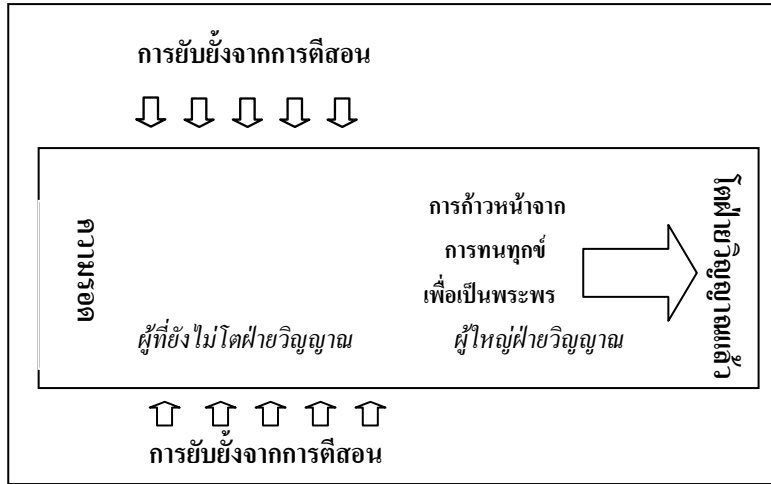 การยับยั้งจากการตีสอน
ความรอด
การก้าวหน้าจาก
การทนทุกข์
เพื่อเป็นพระพร
ผู้ที่ยังไม่โตฝ่ายวิญญาณ
ผู้ใหญ่ฝ่ายวิญญาณ
โตฝ่ายวิญญาณแล้ว
การยับยั้งจากการตีสอน